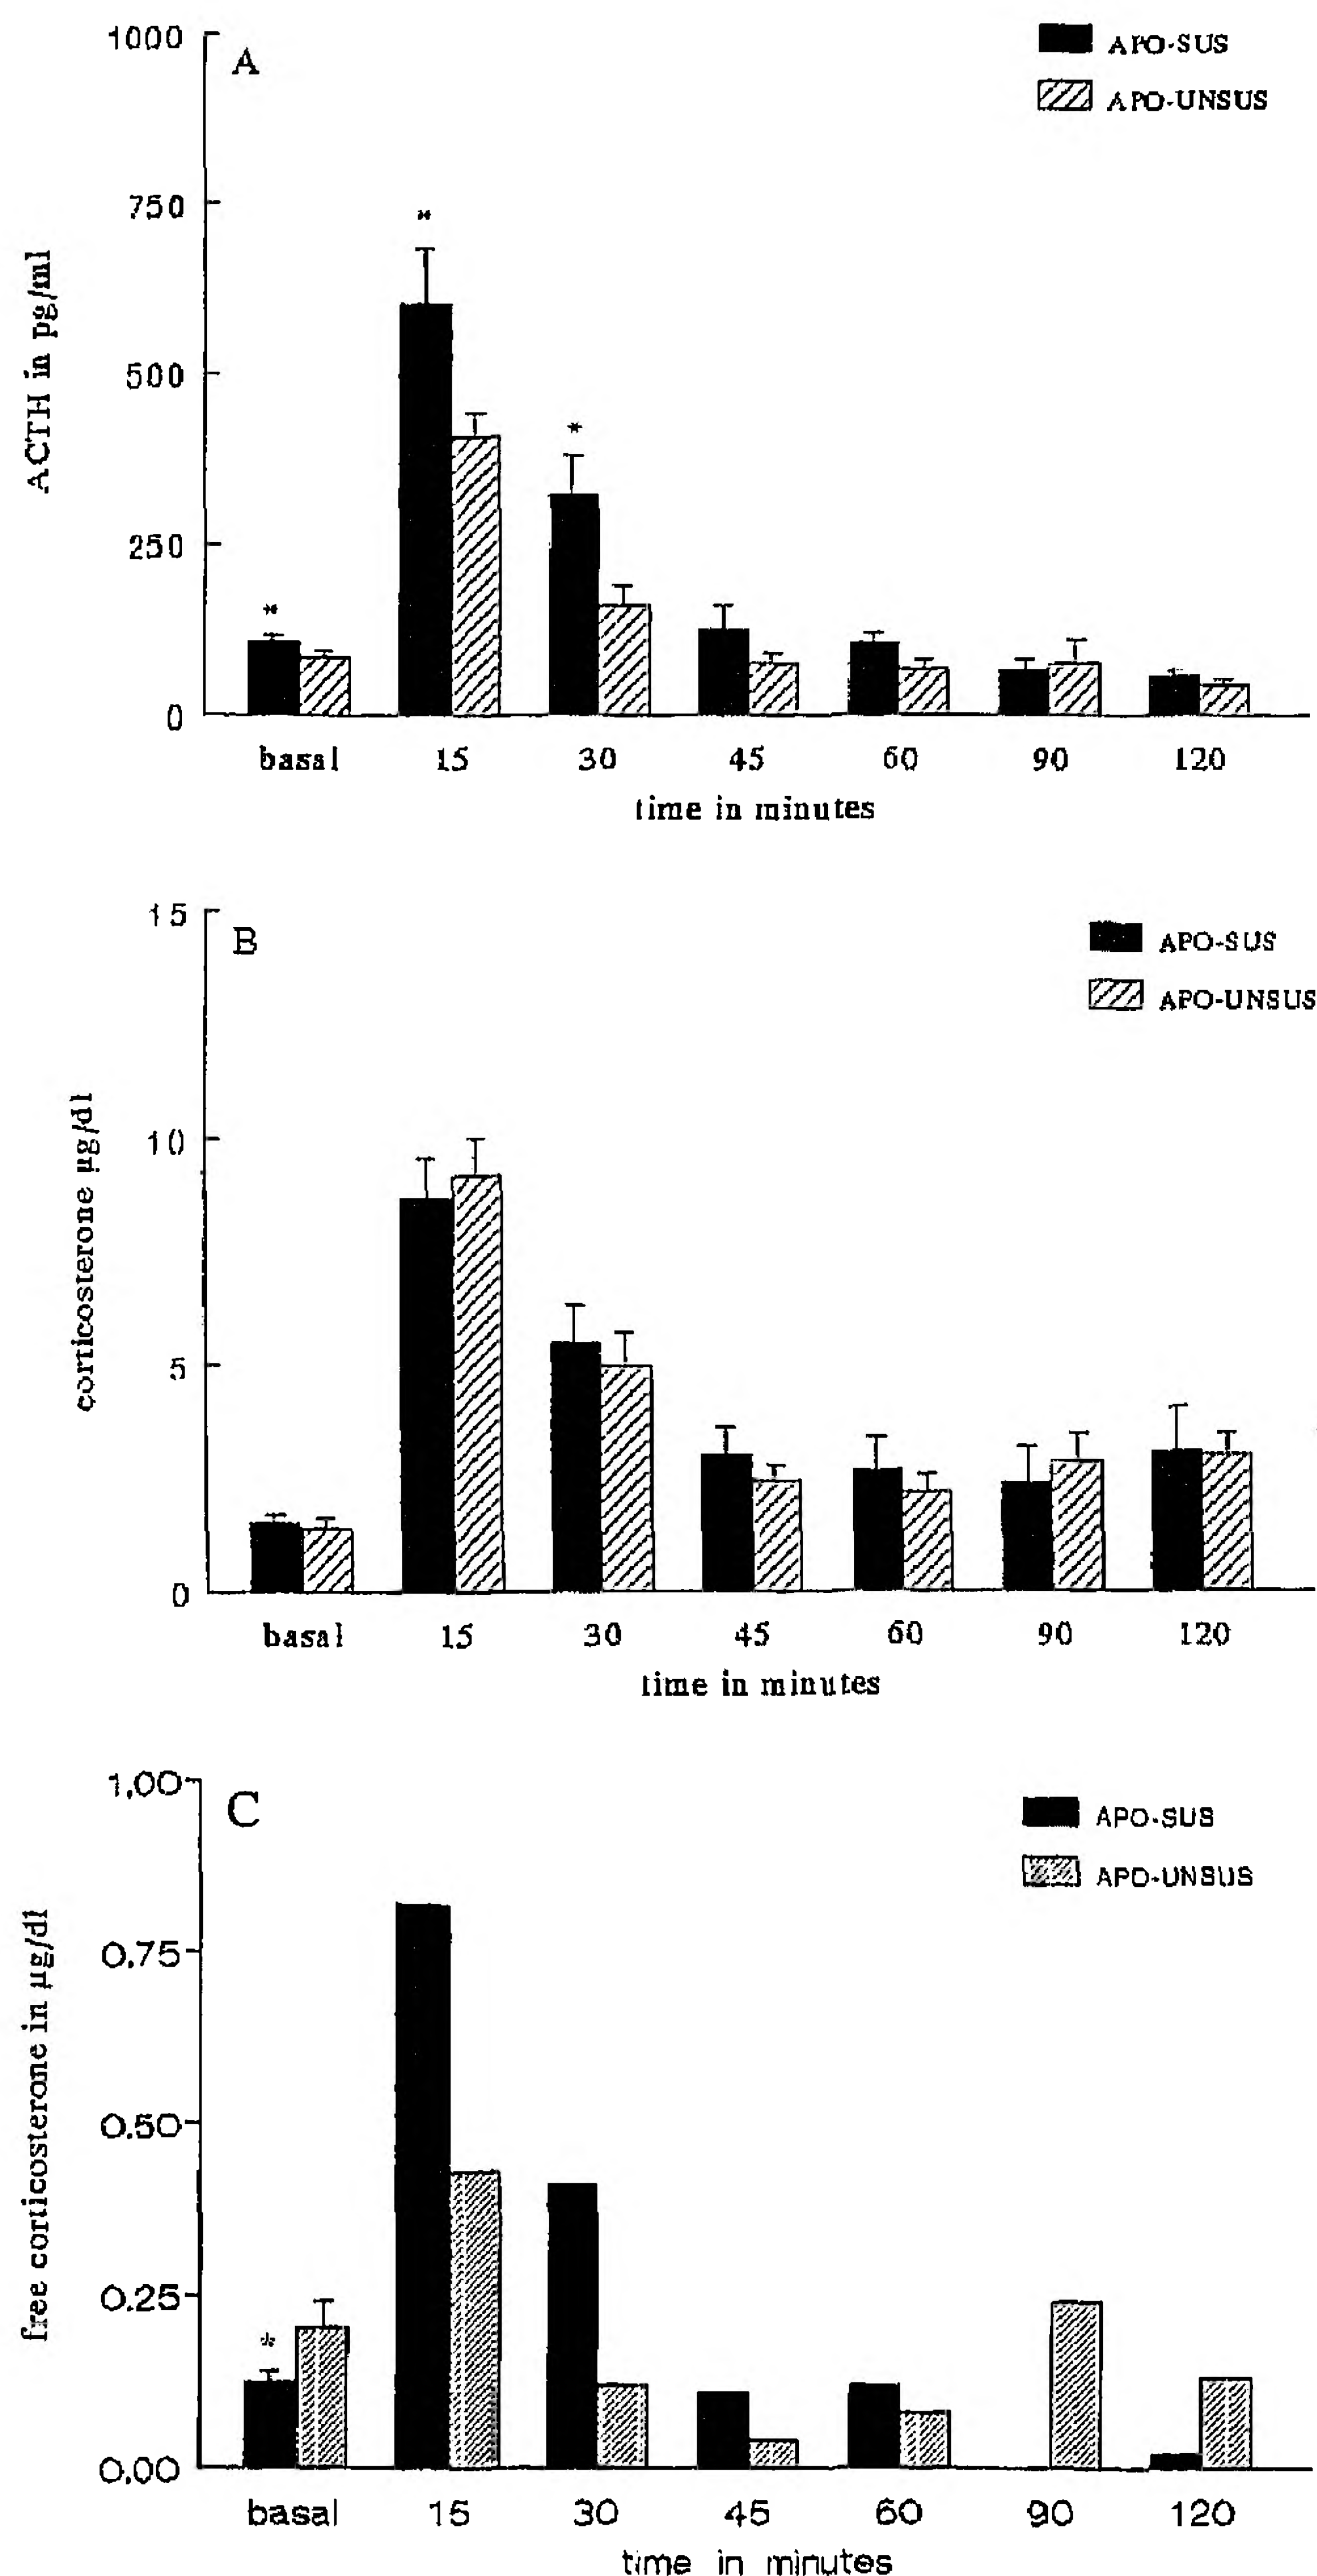 1000
A
APO-SUS
APO-UNSUS
750
*
500
*
250
*
0
ACTH in pg/ml
basal 15 30 45 60 90 120
time in minutes
15
B
APO-SUS
APO-UNSUS
10
5
0
corticosterone µg/dl
basal 15 30 45 60 90 120
time in minutes
1.00
C
APO-SUS
APO-UNSUS
0.75
0.50
0.25
*
0.00
free corticosterone in µg/dl
basal 15 30 45 60 90 120
time in minutes